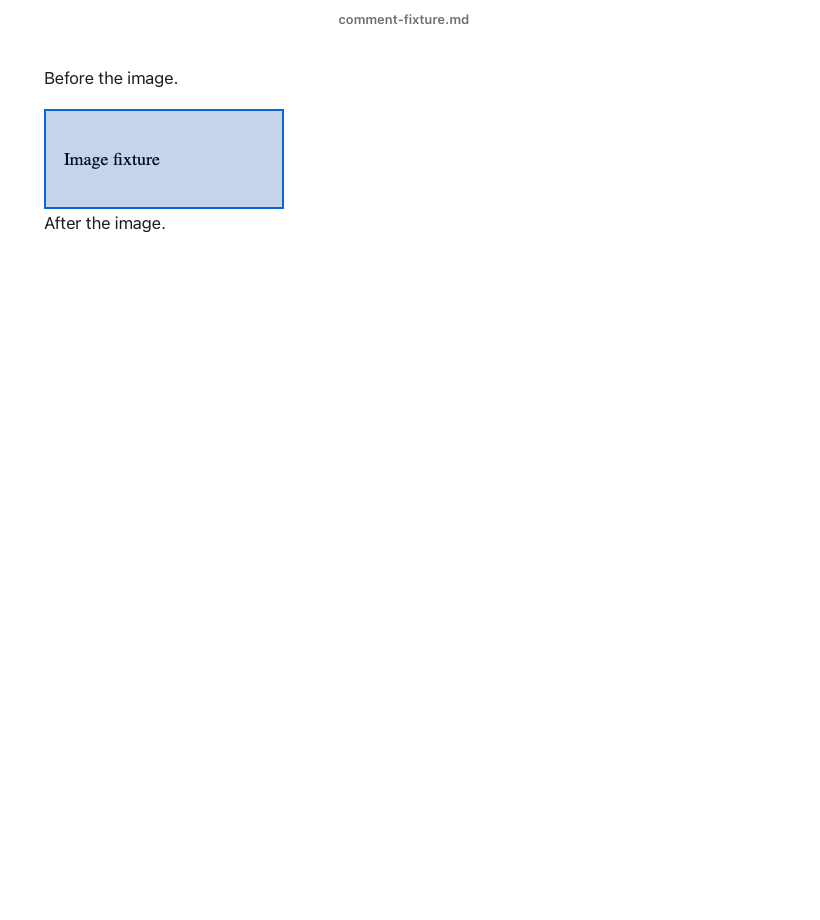 comment-fixture.md
Before the image.
Image fixture
After the image.